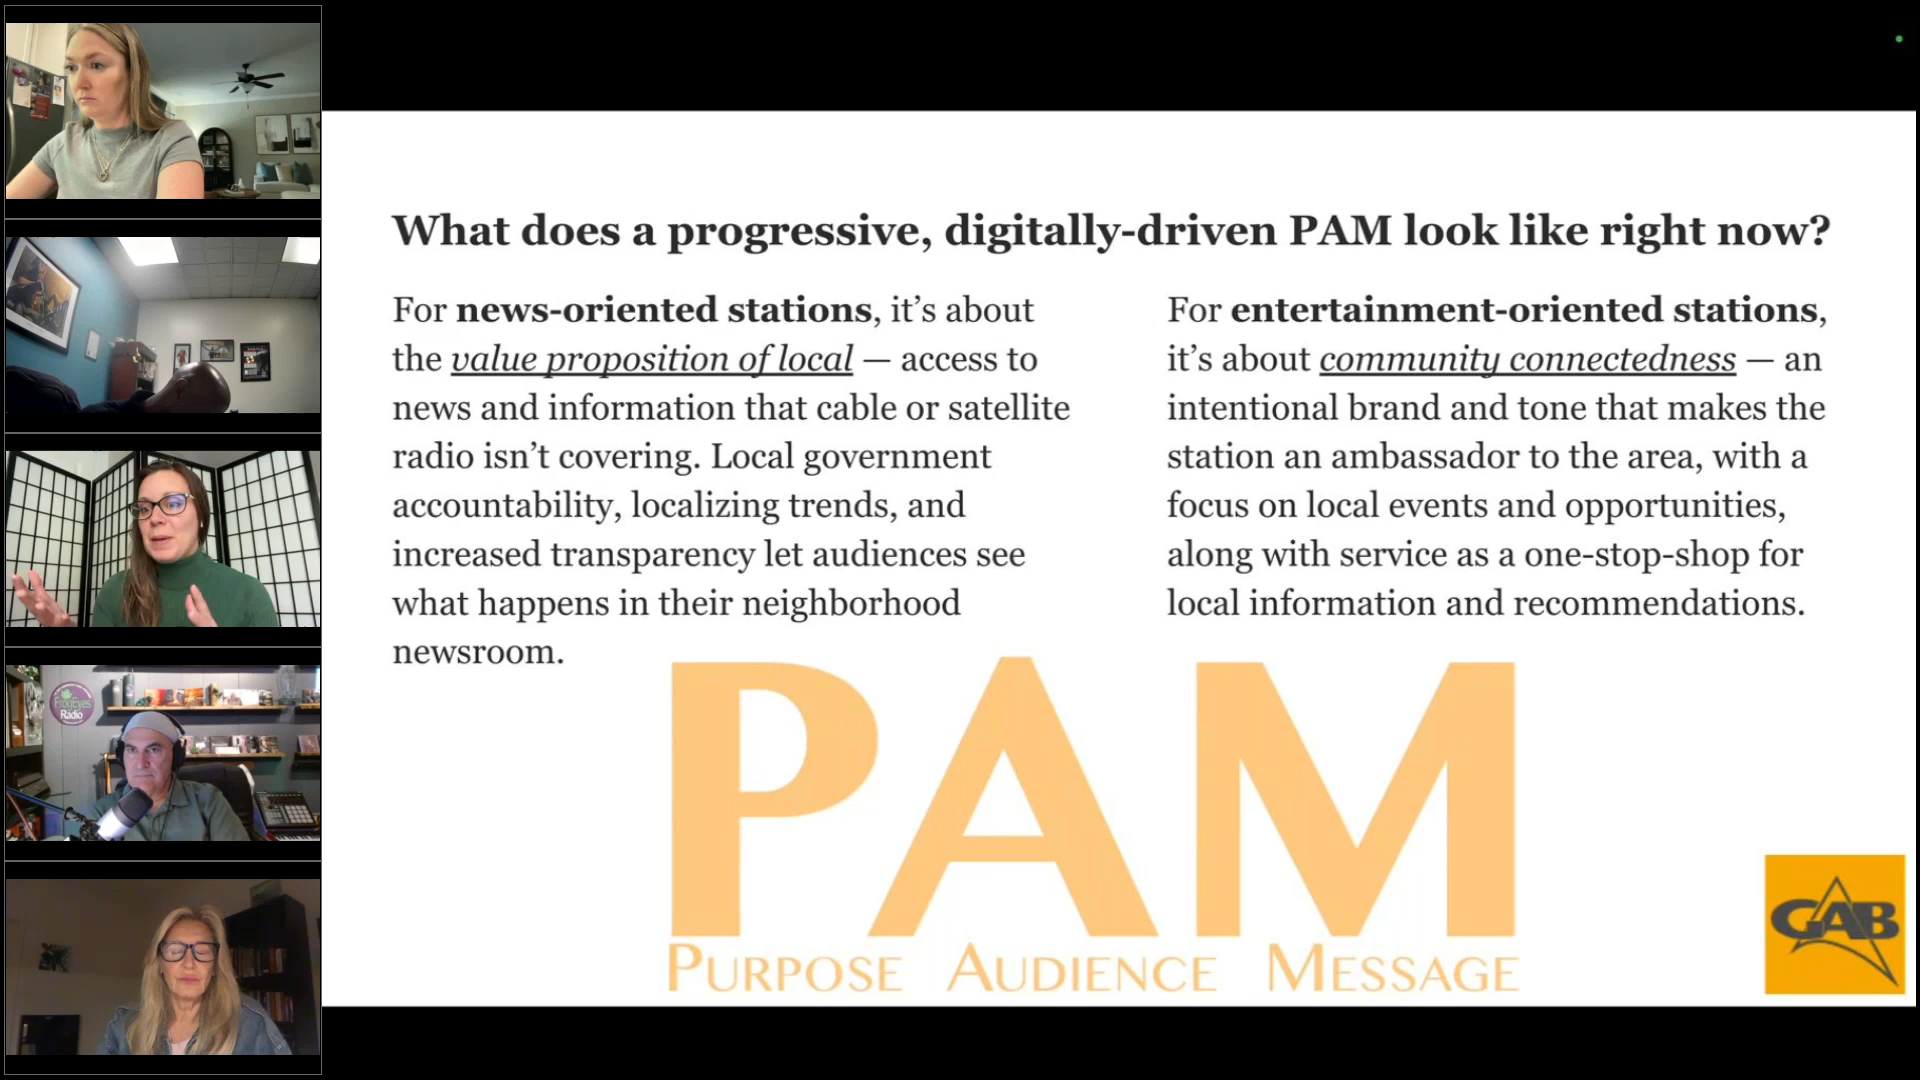 What does a progressive, digitally-driven PAM look like right now?
For news-oriented stations, it’s about
the value proposition of local — access to
news and information that cable or satellite
radio isn’t covering. Local government
accountability, localizing trends, and
increased transparency let audiences see
what happens in their neighborhood
newsroom.
For entertainment-oriented stations,
it’s about community connectedness — an
intentional brand and tone that makes the
station an ambassador to the area, with a
focus on local events and opportunities,
along with service as a one-stop-shop for
local information and recommendations.
PAM
PURPOSE AUDIENCE MESSAGE
GAB
FrogEyes
Radio